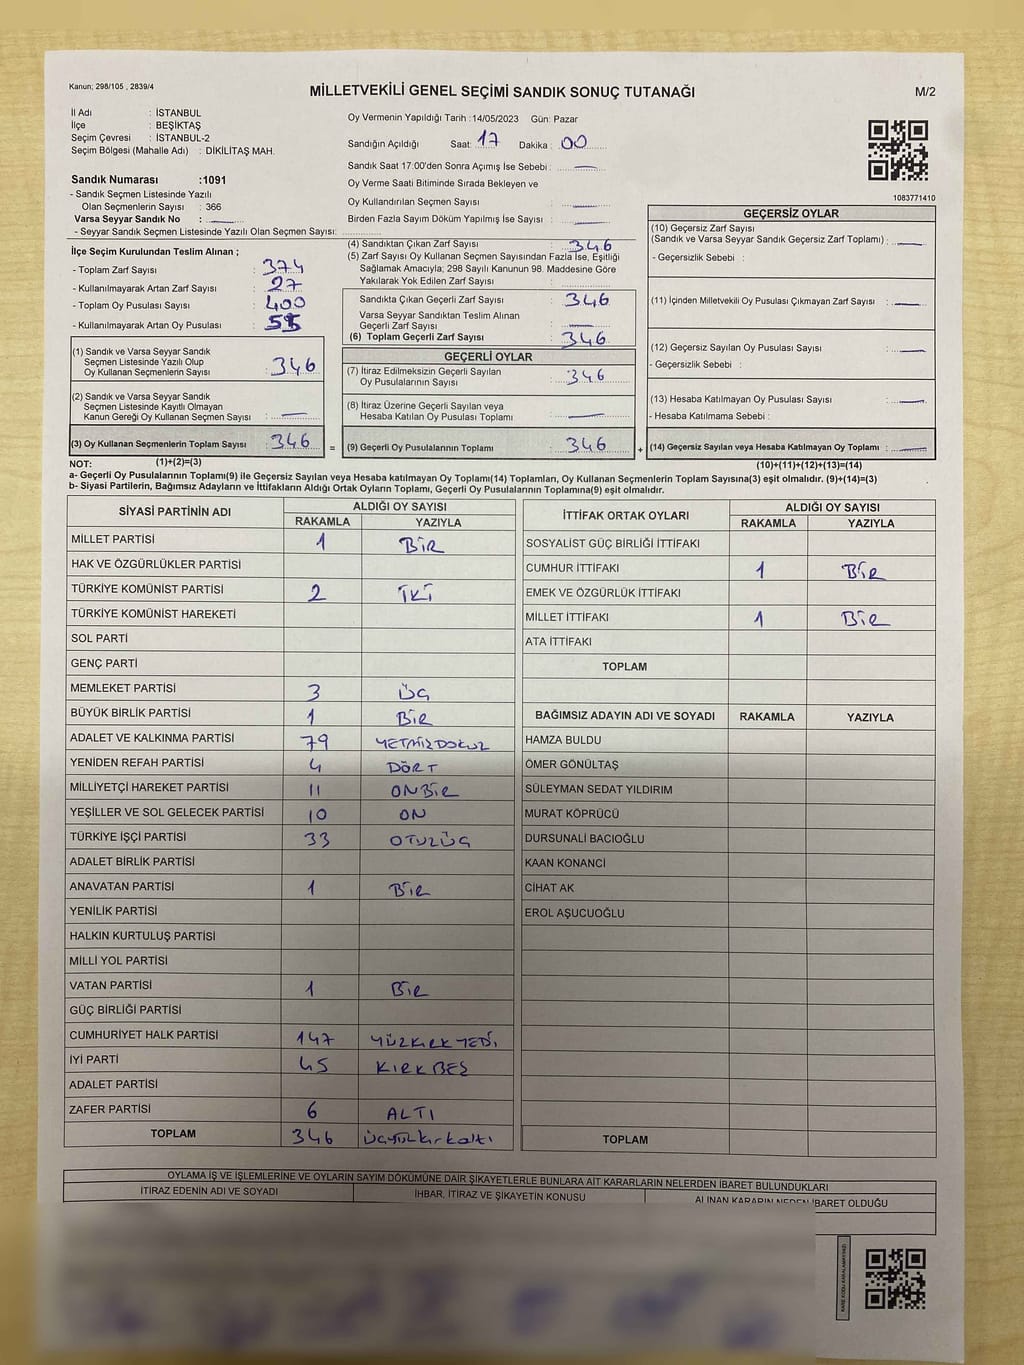 Kanun; 298/105 , 2839/4
MİLLETVEKİLİ GENEL SEÇİMİ SANDIK SONUÇ TUTANAĞI
M/2
İl Adı : İSTANBUL
İlçe : BEŞİKTAŞ
Seçim Çevresi : İSTANBUL-2
Seçim Bölgesi (Mahalle Adı) : DİKİLİTAŞ MAH.
Sandık Numarası :1091
- Sandık Seçmen Listesinde Yazılı
Olan Seçmenlerin Sayısı : 366
Varsa Seyyar Sandık No :
- Seyyar Sandık Seçmen Listesinde Yazılı Olan Seçmen Sayısı:
Oy Vermenin Yapıldığı Tarih :14/05/2023 Gün: Pazar
Sandığın Açıldığı Saat: 17 Dakika : 00
Sandık Saat 17:00'den Sonra Açımış İse Sebebi :
Oy Verme Saati Bitiminde Sırada Bekleyen ve
Oy Kullandırılan Seçmen Sayısı :
Birden Fazla Sayım Döküm Yapılmış İse Sayısı :
1083771410
İlçe Seçim Kurulundan Teslim Alınan ;
- Toplam Zarf Sayısı : 374
- Kullanılmayarak Artan Zarf Sayısı : 27
- Toplam Oy Pusulası Sayısı : 400
- Kullanılmayarak Artan Oy Pusulası :
(1) Sandık ve Varsa Seyyar Sandık
Seçmen Listesinde Yazılı Olup
Oy Kullanan Seçmenlerin Sayısı : 346
(2) Sandık ve Varsa Seyyar Sandık
Seçmen Listesinde Kayıtlı Olmayan
Kanun Gereği Oy Kullanan Seçmen Sayısı :
(3) Oy Kullanan Seçmenlerin Toplam Sayısı : 346
(4) Sandıktan Çıkan Zarf Sayısı : 346
(5) Zarf Sayısı Oy Kullanan Seçmen Sayısından Fazla İse, Eşitliği
Sağlamak Amacıyla; 298 Sayılı Kanunun 98. Maddesine Göre
Yakılarak Yok Edilen Zarf Sayısı :
Sandıkta Çıkan Geçerli Zarf Sayısı : 346
Varsa Seyyar Sandıktan Teslim Alınan
Geçerli Zarf Sayısı :
(6) Toplam Geçerli Zarf Sayısı : 346
GEÇERLİ OYLAR
(7) İtiraz Edilmeksizin Geçerli Sayılan
Oy Pusulalarının Sayısı : 346
(8) İtiraz Üzerine Geçerli Sayılan veya
Hesaba Katılan Oy Pusulası Toplamı :
= (9) Geçerli Oy Pusulalarının Toplamı : 346 +
GEÇERSİZ OYLAR
(10) Geçersiz Zarf Sayısı
(Sandık ve Varsa Seyyar Sandık Geçersiz Zarf Toplamı) :
- Geçersizlik Sebebi :
(11) İçinden Milletvekili Oy Pusulası Çıkmayan Zarf Sayısı :
(12) Geçersiz Sayılan Oy Pusulası Sayısı :
- Geçersizlik Sebebi :
(13) Hesaba Katılmayan Oy Pusulası Sayısı :
- Hesaba Katılmama Sebebi :
(14) Geçersiz Sayılan veya Hesaba Katılmayan Oy Toplamı :
NOT: (1)+(2)=(3)
(10)+(11)+(12)+(13)=(14)
a- Geçerli Oy Pusulalarının Toplamı(9) ile Geçersiz Sayılan veya Hesaba katılmayan Oy Toplamı(14) Toplamları, Oy Kullanan Seçmenlerin Toplam Sayısına(3) eşit olmalıdır. (9)+(14)=(3)
b- Siyasi Partilerin, Bağımsız Adayların ve İttifakların Aldığı Ortak Oyların Toplamı, Geçerli Oy Pusulalarının Toplamına(9) eşit olmalıdır.
SİYASİ PARTİNİN ADI ALDIĞI OY SAYISI
RAKAMLA YAZIYLA
MİLLET PARTİSİ 1 BİR
HAK VE ÖZGÜRLÜKLER PARTİSİ
TÜRKİYE KOMÜNİST PARTİSİ 2 İKİ
TÜRKİYE KOMÜNİST HAREKETİ
SOL PARTİ
GENÇ PARTİ
MEMLEKET PARTİSİ 3 ÜÇ
BÜYÜK BİRLİK PARTİSİ 1 BİR
ADALET VE KALKINMA PARTİSİ 79 YETMİŞDOKUZ
YENİDEN REFAH PARTİSİ 4 DÖRT
MİLLİYETÇİ HAREKET PARTİSİ 11 ONBİR
YEŞİLLER VE SOL GELECEK PARTİSİ 10 ON
TÜRKİYE İŞÇİ PARTİSİ 33 OTUZÜÇ
ADALET BİRLİK PARTİSİ
ANAVATAN PARTİSİ 1 BİR
YENİLİK PARTİSİ
HALKIN KURTULUŞ PARTİSİ
MİLLİ YOL PARTİSİ
VATAN PARTİSİ 1 BİR
GÜÇ BİRLİĞİ PARTİSİ
CUMHURİYET HALK PARTİSİ 147 YÜZKIRKYEDİ
İYİ PARTİ 45 KIRKBEŞ
ADALET PARTİSİ
ZAFER PARTİSİ 6 ALTI
TOPLAM 346 üçyüzkırkaltı
İTTİFAK ORTAK OYLARI ALDIĞI OY SAYISI
RAKAMLA YAZIYLA
SOSYALİST GÜÇ BİRLİĞİ İTTİFAKI
CUMHUR İTTİFAKI 1 BİR
EMEK VE ÖZGÜRLÜK İTTİFAKI
MİLLET İTTİFAKI 1 BİR
ATA İTTİFAKI
TOPLAM
BAĞIMSIZ ADAYIN ADI VE SOYADI RAKAMLA YAZIYLA
HAMZA BULDU
ÖMER GÖNÜLTAŞ
SÜLEYMAN SEDAT YILDIRIM
MURAT KÖPRÜCÜ
DURSUNALİ BACIOĞLU
KAAN KONANCİ
CİHAT AK
EROL AŞUCUOĞLU
TOPLAM
OYLAMA İŞ VE İŞLEMLERİNE VE OYLARIN SAYIM DÖKÜMÜNE DAİR ŞİKAYETLERLE BUNLARA AİT KARARLARIN NELERDEN İBARET BULUNDUKLARI
İTİRAZ EDENİN ADI VE SOYADI İHBAR, İTİRAZ VE ŞİKAYETİN KONUSU ALINAN KARARIN NEDEN İBARET OLDUĞU